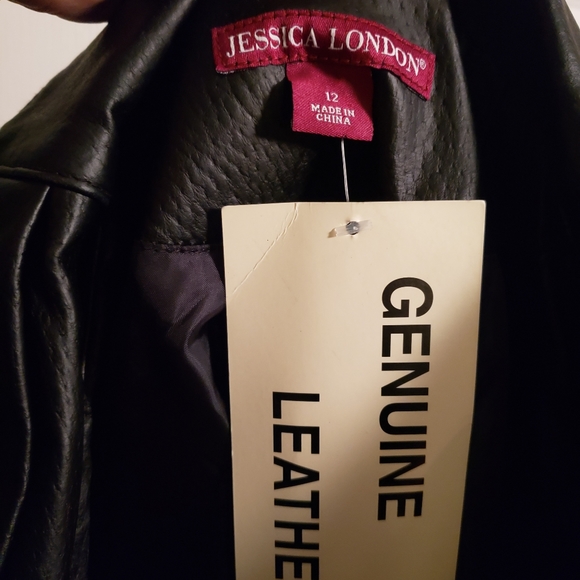 JESSICA LONDON®
12
MADE IN
CHINA
GENUINE
LEATHE